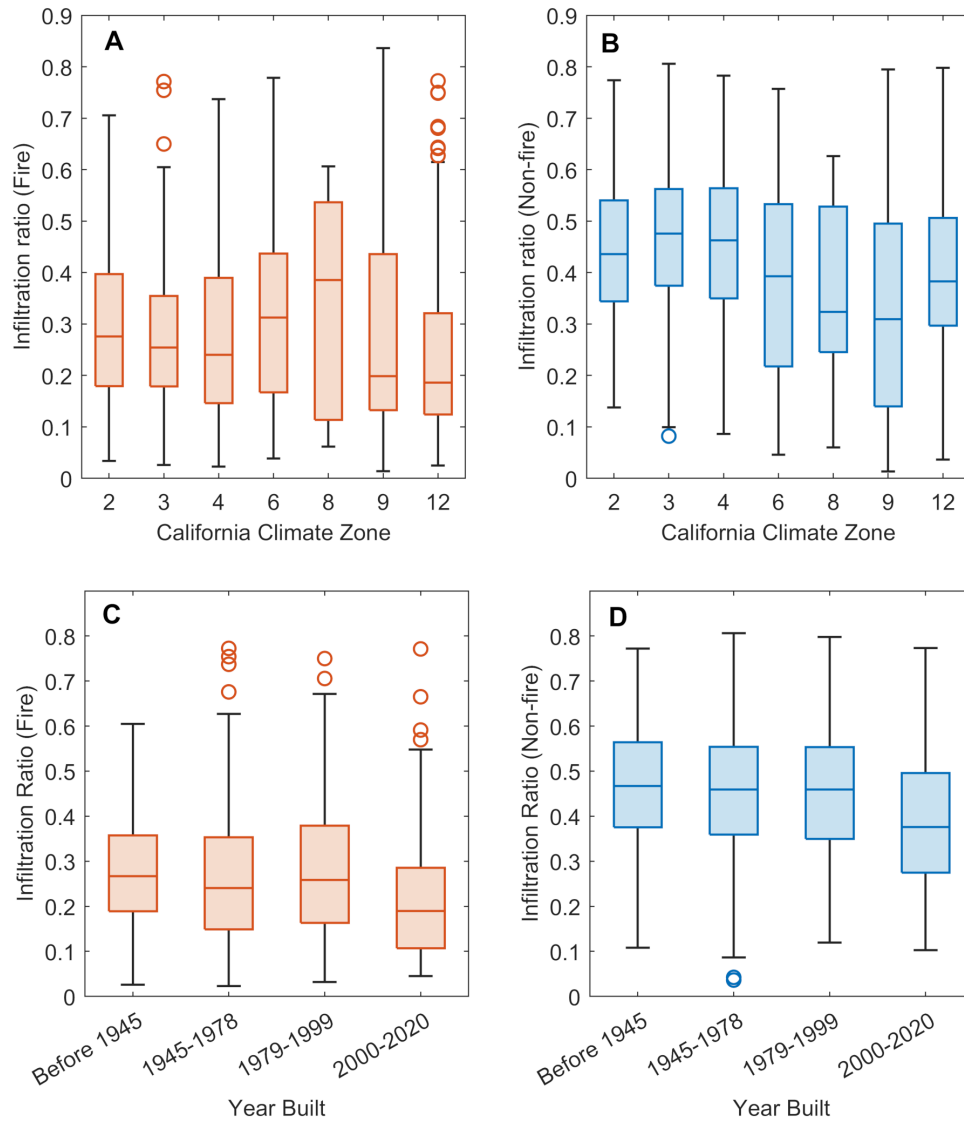 A
Infiltration ratio (Fire)
0.9
0.8
0.7
0.6
0.5
0.4
0.3
0.2
0.1
0
2 3 4 6 8 9 12
California Climate Zone
B
Infiltration ratio (Non-fire)
0.9
0.8
0.7
0.6
0.5
0.4
0.3
0.2
0.1
0
2 3 4 6 8 9 12
California Climate Zone
C
Infiltration Ratio (Fire)
0.8
0.7
0.6
0.5
0.4
0.3
0.2
0.1
0
Before 1945 1945-1978 1979-1999 2000-2020
Year Built
D
Infiltration Ratio (Non-fire)
0.8
0.7
0.6
0.5
0.4
0.3
0.2
0.1
0
Before 1945 1945-1978 1979-1999 2000-2020
Year Built